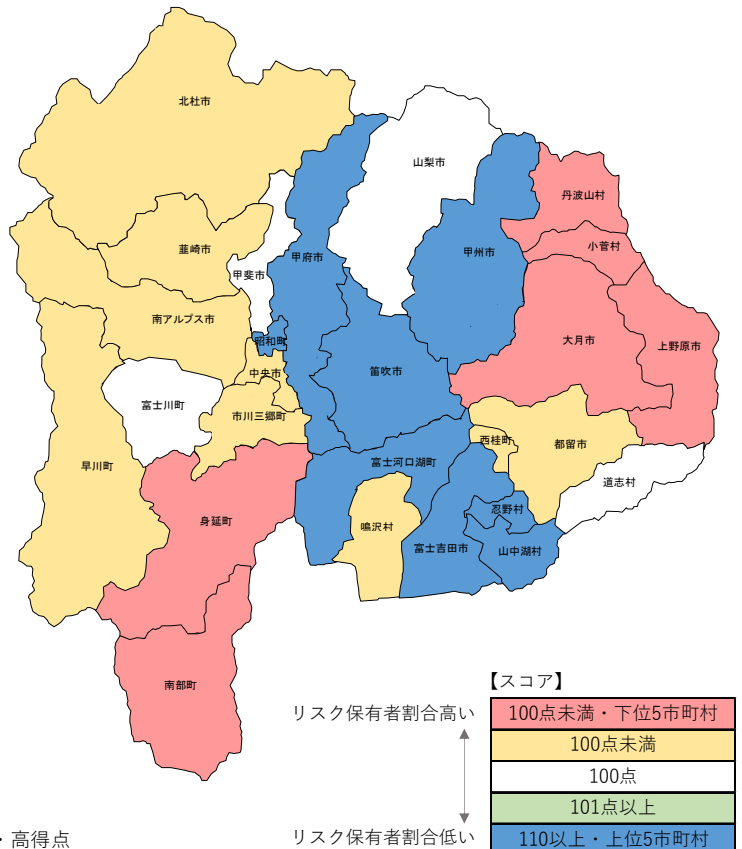 北杜市
山梨市
丹波山村
韮崎市
小菅村
甲府市
甲州市
甲斐市
南アルプス市
昭和町
大月市
上野原市
中央市
笛吹市
富士川町
市川三郷町
西桂町
都留市
早川町
富士河口湖町
道志村
身延町
忍野村
鳴沢村
富士吉田市
山中湖村
南部町
【スコア】
リスク保有者割合高い
100点未満・下位5市町村
100点未満
100点
101点以上
・高得点
リスク保有者割合低い
110以上・上位5市町村